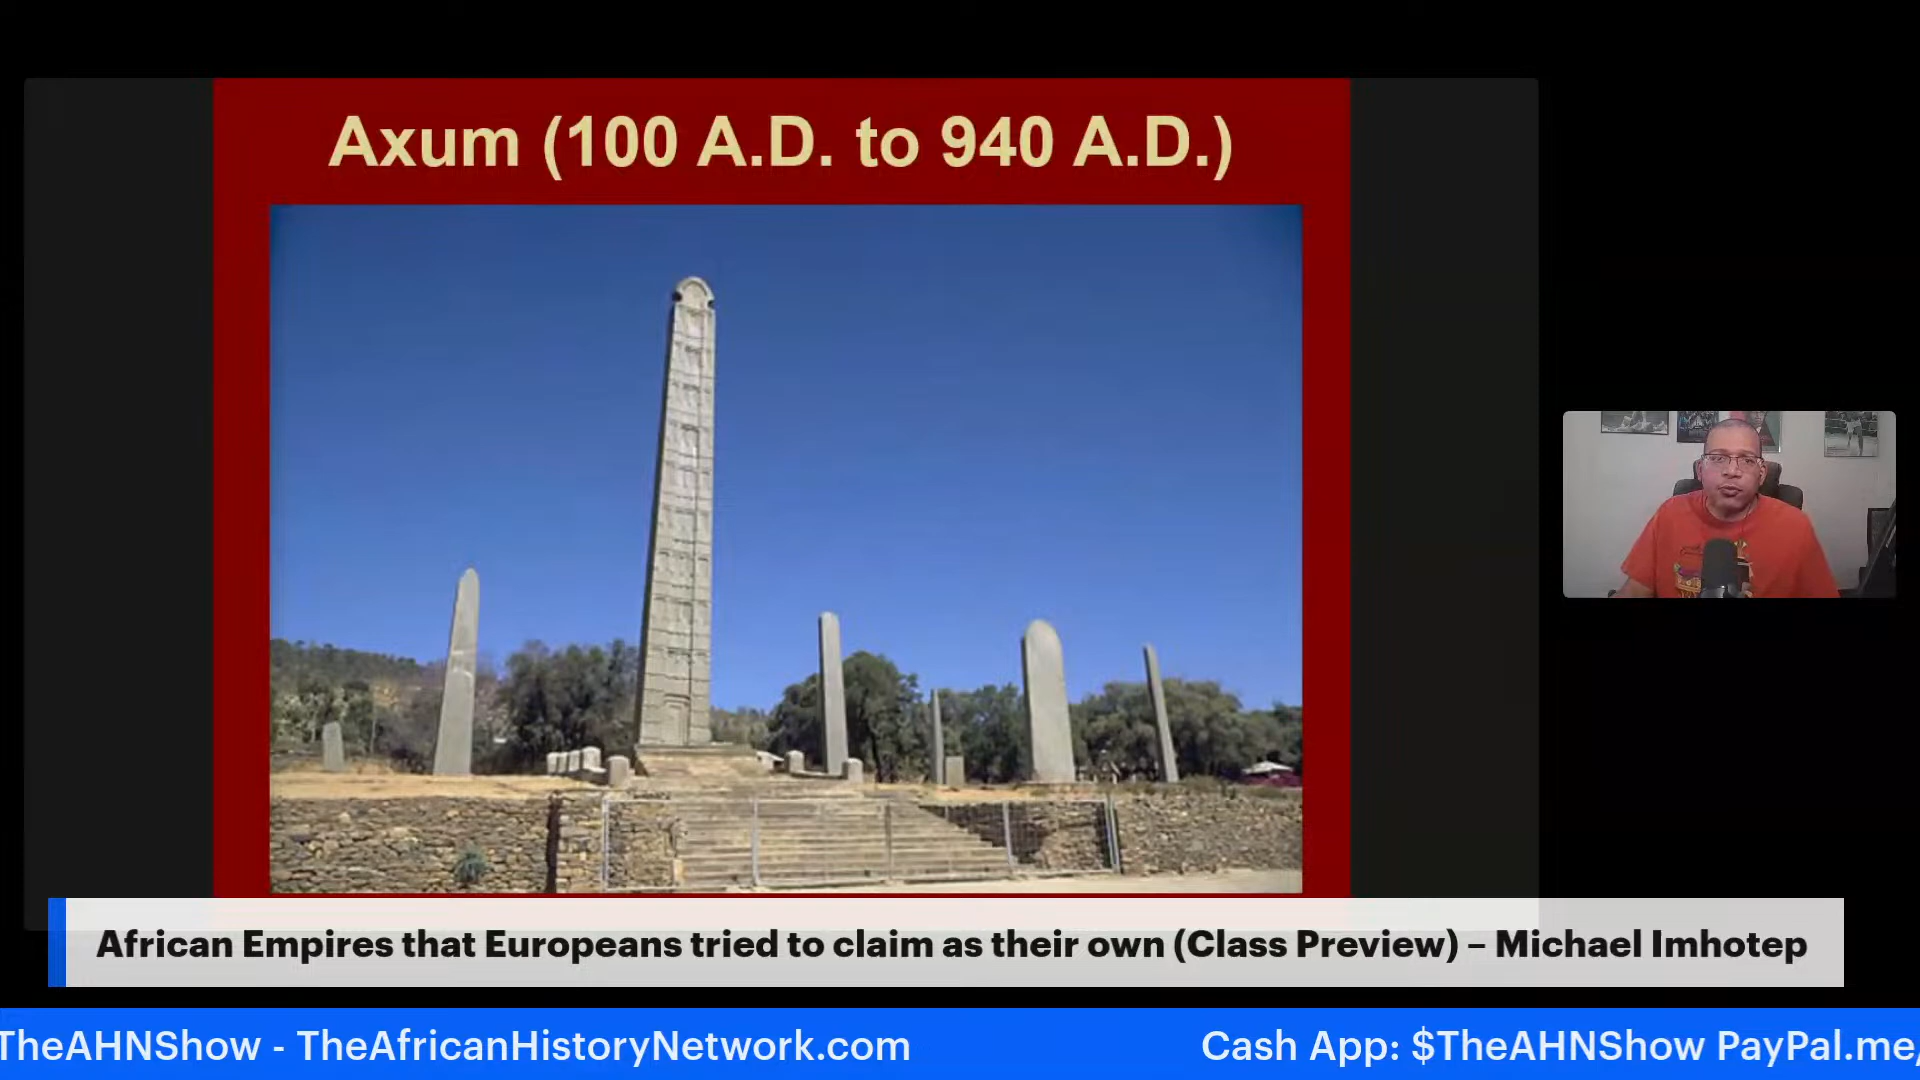 Axum (100 A.D. to 940 A.D.)
African Empires that Europeans tried to claim as their own (Class Preview) – Michael Imhotep
TheAHNShow - TheAfricanHistoryNetwork.com Cash App: $TheAHNShow PayPal.me/